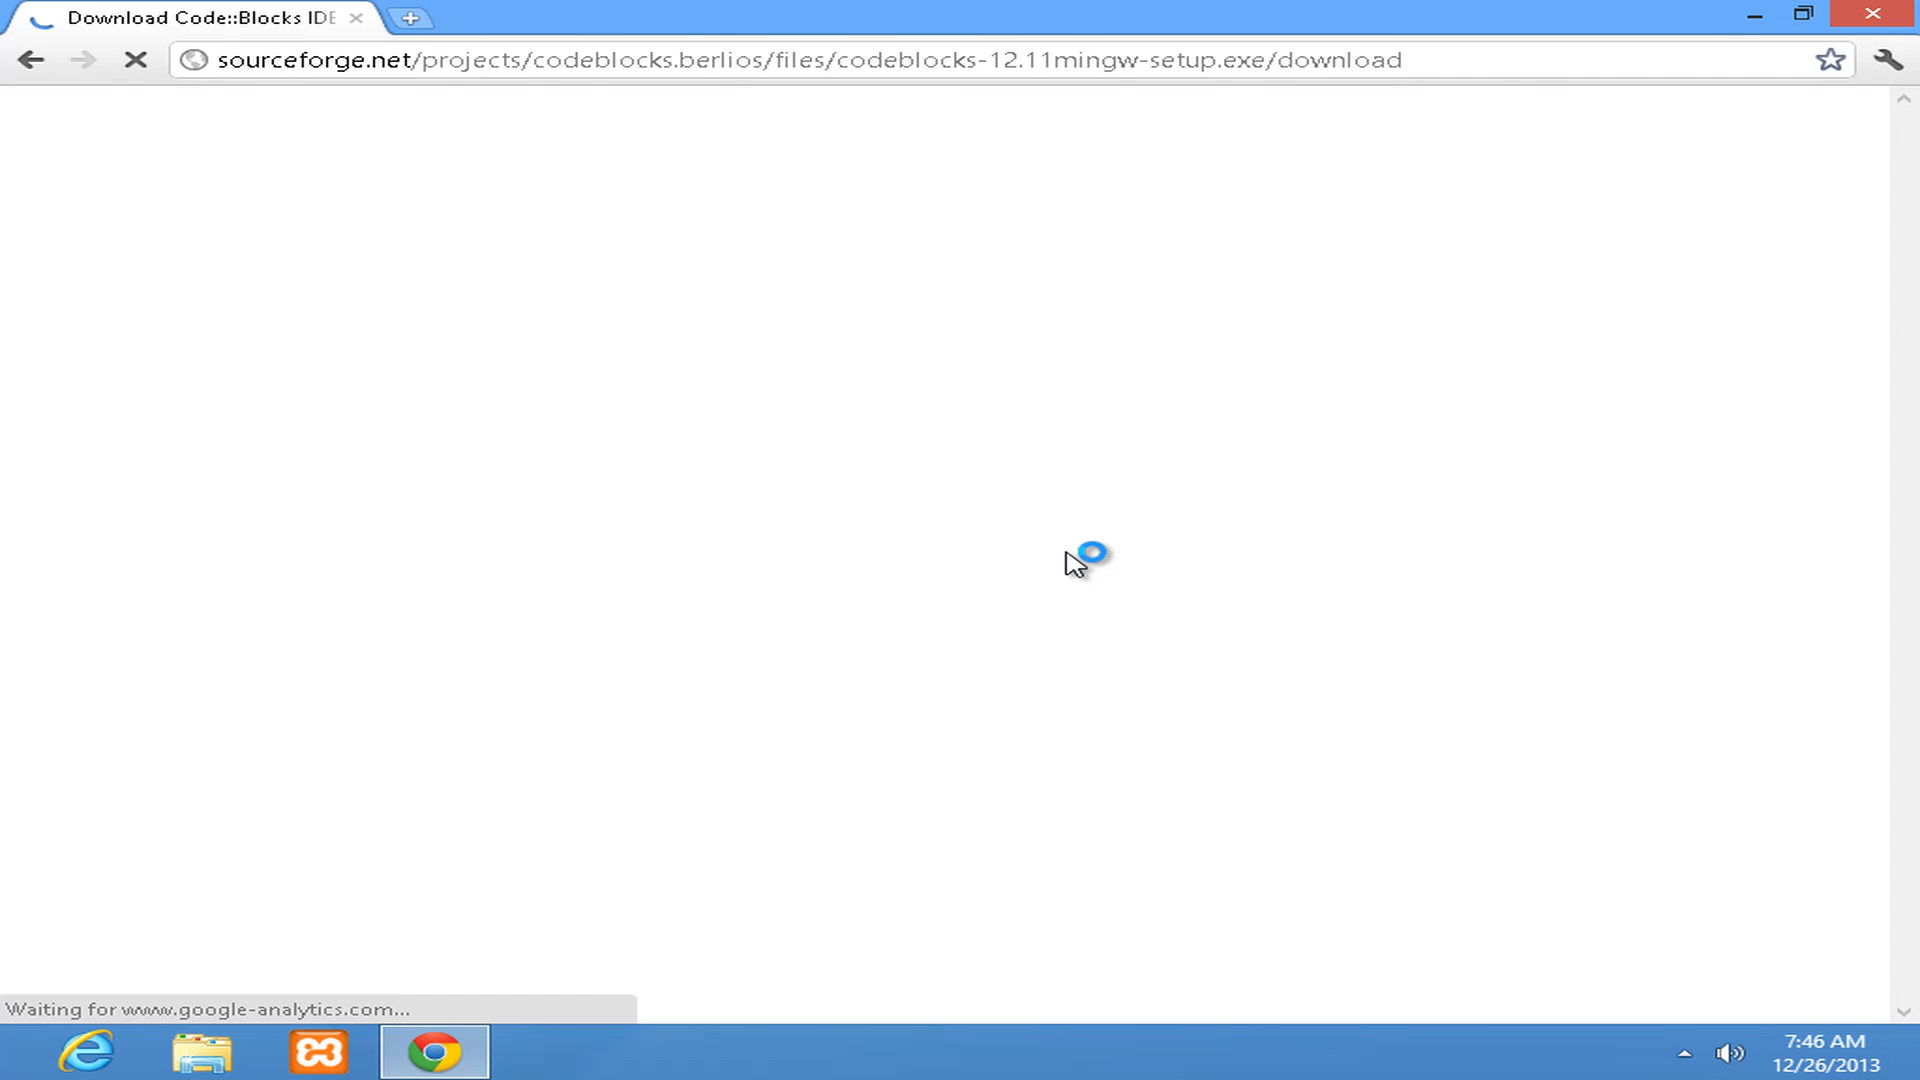 Download Code::Blocks IDE
sourceforge.net/projects/codeblocks.berlios/files/codeblocks-12.11mingw-setup.exe/download
Waiting for www.google-analytics.com...
7:46 AM
12/26/2013